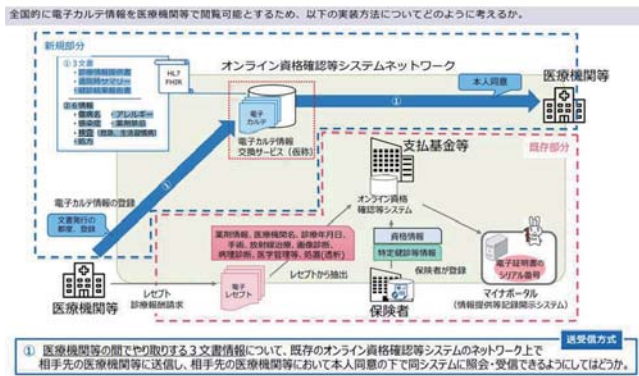 全国的に電子カルテ情報を医療機関等で閲覧可能とするため、以下の実装方法についてどのように考えるか。
新規部分
①3文書
・診療情報提供書
・退院時サマリー
・健診結果報告書
②6情報
・傷病名 ・アレルギー
・感染症 ・薬剤禁忌
・検査（救急、生活習慣病）
・処方
HL7
FHIR
オンライン資格確認等システムネットワーク
電子
カルテ
電子カルテ情報
交換サービス（仮称）
①
本人同意
医療機関等
電子カルテ情報の登録
文書発行の
都度、登録
①
医療機関等
既存部分
支払基金等
オンライン資格
確認等システム
薬剤情報、医療機関名、診療年月日、
手術、放射線治療、画像診断、
病理診断、医学管理等、処置(透析)
レセプトから抽出
レセプト
診療報酬請求
電子
レセプト
資格情報
特定健診等情報
保険者が登録
保険者
電子証明書の
シリアル番号
マイナポータル
（情報提供等記録開示システム）
送受信方式
① 医療機関等の間でやり取りする3文書情報について、既存のオンライン資格確認等システムのネットワーク上で
相手先の医療機関等に送信し、相手先の医療機関等において本人同意の下で同システムに照会・受信できるようにしてはどうか。